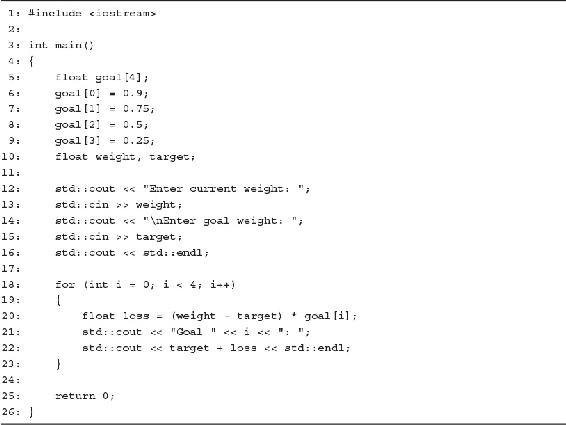 1: #include <iostream>
2:
3: int main()
4: {
5:     float goal[4];
6:     goal[0] = 0.9;
7:     goal[1] = 0.75;
8:     goal[2] = 0.5;
9:     goal[3] = 0.25;
10:     float weight, target;
11:
12:     std::cout << "Enter current weight: ";
13:     std::cin >> weight;
14:     std::cout << "\nEnter goal weight: ";
15:     std::cin >> target;
16:     std::cout << std::endl;
17:
18:     for (int i = 0; i < 4; i++)
19:     {
20:         float loss = (weight - target) * goal[i];
21:         std::cout << "Goal " << i << ": ";
22:         std::cout << target + loss << std::endl;
23:     }
24:
25:     return 0;
26: }